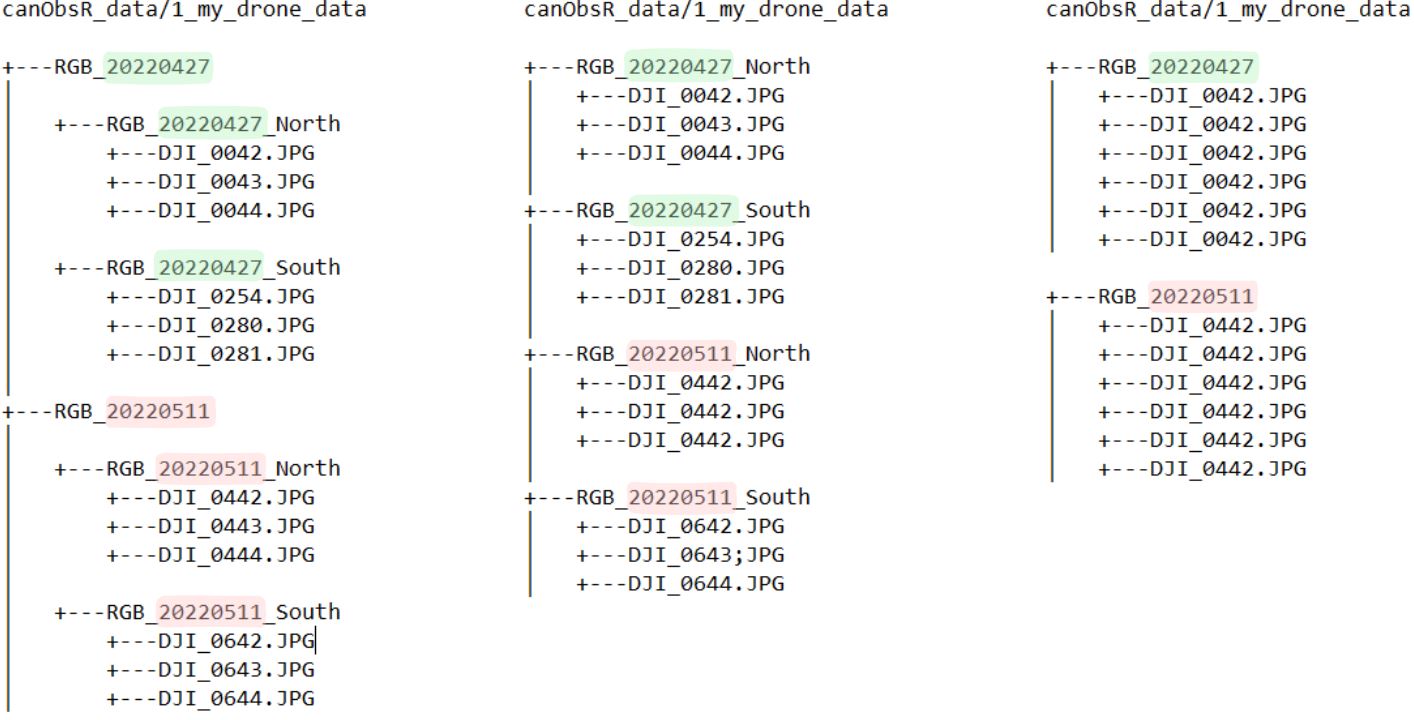 canObsR_data/1_my_drone_data
+---RGB_20220427
+---RGB_20220427_North
+---DJI_0042.JPG
+---DJI_0043.JPG
+---DJI_0044.JPG
+---RGB_20220427_South
+---DJI_0254.JPG
+---DJI_0280.JPG
+---DJI_0281.JPG
+---RGB_20220511
+---RGB_20220511_North
+---DJI_0442.JPG
+---DJI_0443.JPG
+---DJI_0444.JPG
+---RGB_20220511_South
+---DJI_0642.JPG
+---DJI_0643.JPG
+---DJI_0644.JPG
canObsR_data/1_my_drone_data
+---RGB_20220427_North
+---DJI_0042.JPG
+---DJI_0043.JPG
+---DJI_0044.JPG
+---RGB_20220427_South
+---DJI_0254.JPG
+---DJI_0280.JPG
+---DJI_0281.JPG
+---RGB_20220511_North
+---DJI_0442.JPG
+---DJI_0442.JPG
+---DJI_0442.JPG
+---RGB_20220511_South
+---DJI_0642.JPG
+---DJI_0643;JPG
+---DJI_0644.JPG
canObsR_data/1_my_drone_data
+---RGB_20220427
+---DJI_0042.JPG
+---DJI_0042.JPG
+---DJI_0042.JPG
+---DJI_0042.JPG
+---DJI_0042.JPG
+---DJI_0042.JPG
+---RGB_20220511
+---DJI_0442.JPG
+---DJI_0442.JPG
+---DJI_0442.JPG
+---DJI_0442.JPG
+---DJI_0442.JPG
+---DJI_0442.JPG